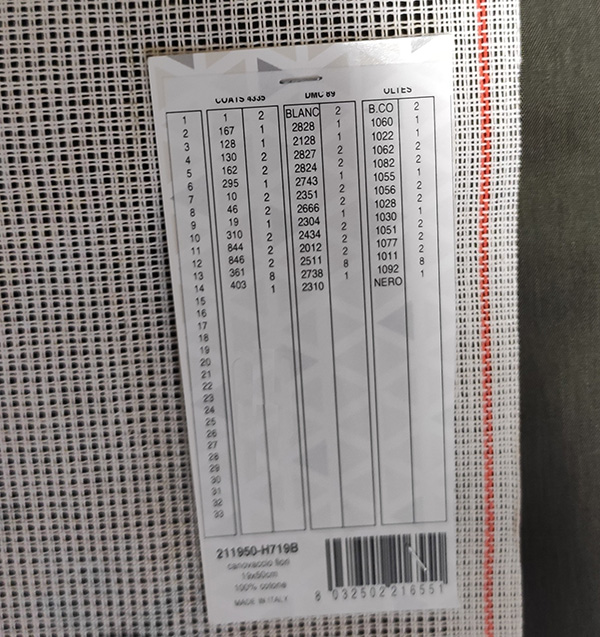 COATS 4335 DMC 89 OLTES
1 1 2 BLANC 2 B.CO 2
2 167 1 2828 1 1060 1
3 128 1 2128 1 1022 1
4 130 2 2827 2 1062 2
5 162 2 2824 2 1082 2
6 295 1 2743 1 1055 1
7 10 2 2351 2 1056 2
8 46 2 2666 2 1028 2
9 19 1 2304 1 1030 1
10 310 2 2434 2 1051 2
11 844 2 2012 2 1077 2
12 846 2 2511 2 1011 2
13 361 8 2738 8 1092 8
14 403 1 2310 1 NERO 1
15
16
17
18
19
20
21
22
23
24
25
26
27
28
29
30
31
32
33
211950-H719B
canovaccio fiori
100% cotone
MADE IN ITALY
8 032502 216551